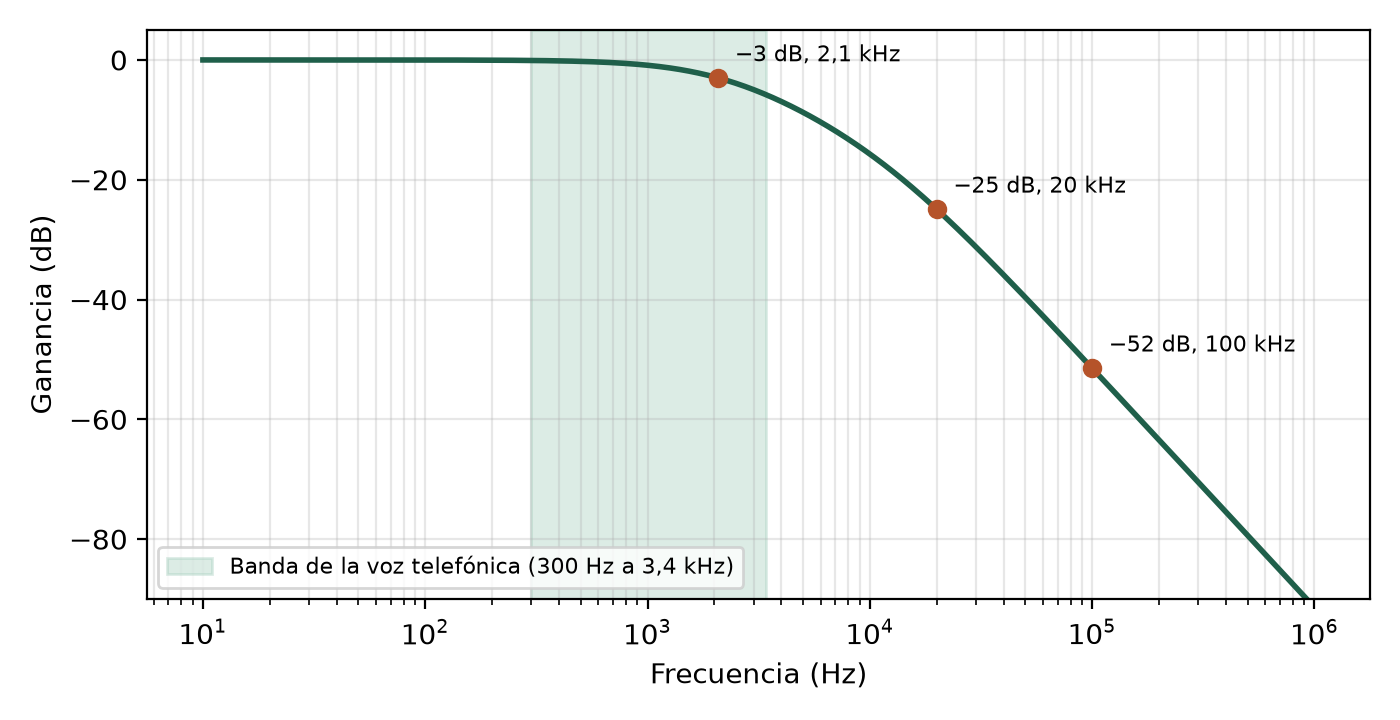 −3 dB, 2,1 kHz
−25 dB, 20 kHz
−52 dB, 100 kHz
Ganancia (dB)
0
−20
−40
−60
−80
Banda de la voz telefónica (300 Hz a 3,4 kHz)
10¹ 10² 10³ 10⁴ 10⁵ 10⁶
Frecuencia (Hz)